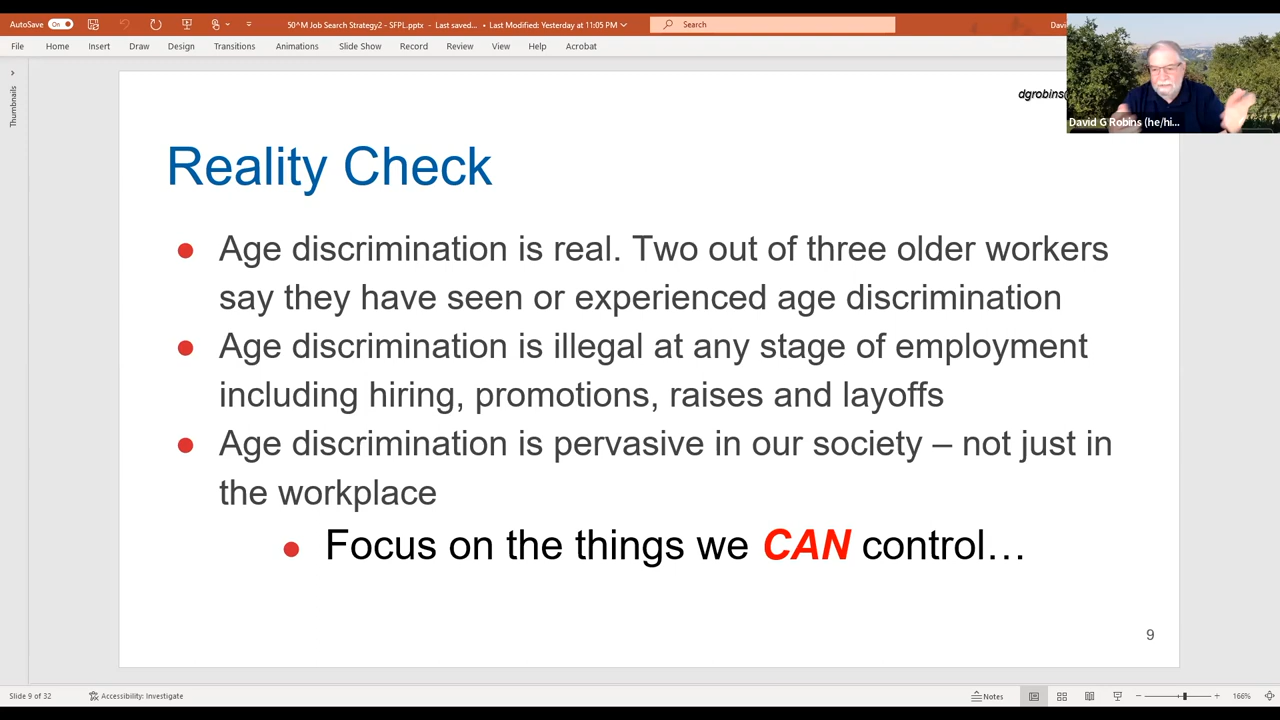 AutoSave On 50^M Job Search Strategy2 - SFPL.pptx - Last saved... • Last Modified: Yesterday at 11:05 PM Search Davi
File Home Insert Draw Design Transitions Animations Slide Show Record Review View Help Acrobat
Thumbnails
dgrobins@
David G Robins (he/hi...
Reality Check
● Age discrimination is real. Two out of three older workers
say they have seen or experienced age discrimination
● Age discrimination is illegal at any stage of employment
including hiring, promotions, raises and layoffs
● Age discrimination is pervasive in our society – not just in
the workplace
● Focus on the things we CAN control…
9
Slide 9 of 32 Accessibility: Investigate Notes 166%